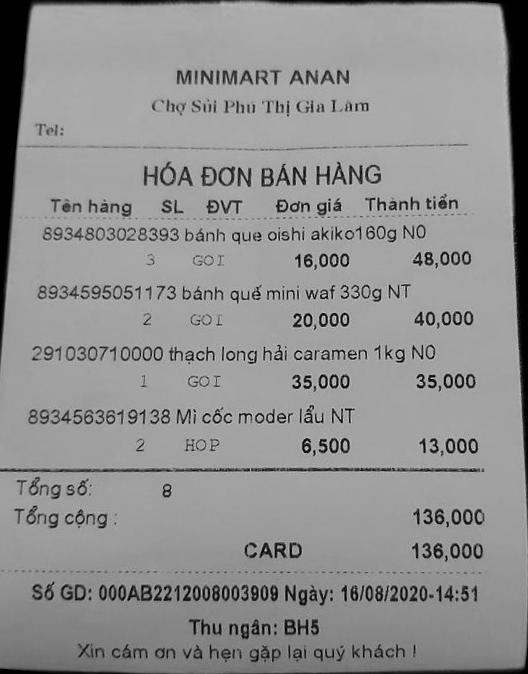 MINIMART ANAN
Chợ Sủi Phú Thị Gia Lâm
Tel:
HÓA ĐƠN BÁN HÀNG
Tên hàng SL ĐVT Đơn giá Thành tiền
8934803028393 bánh que oishi akiko160g N0
3 GOI 16,000 48,000
8934595051173 bánh quế mini waf 330g NT
2 GOI 20,000 40,000
291030710000 thạch long hải caramen 1kg N0
1 GOI 35,000 35,000
8934563619138 Mì cốc moder lẩu NT
2 HOP 6,500 13,000
Tổng số: 8
Tổng cộng : 136,000
CARD 136,000
Số GD: 000AB2212008003909 Ngày: 16/08/2020-14:51
Thu ngân: BH5
Xin cám ơn và hẹn gặp lại quý khách !